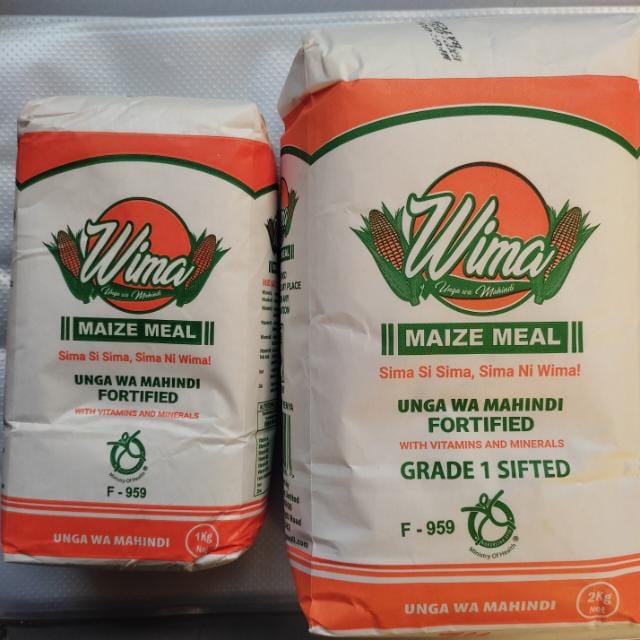 Wima
Unga wa Mahindi
MAIZE MEAL
Sima Si Sima, Sima Ni Wima!
UNGA WA MAHINDI
FORTIFIED
WITH VITAMINS AND MINERALS
Ministry Of Health
F - 959
UNGA WA MAHINDI
1Kg
Net
Wima
Unga wa Mahindi
MAIZE MEAL
Sima Si Sima, Sima Ni Wima!
UNGA WA MAHINDI
FORTIFIED
WITH VITAMINS AND MINERALS
GRADE 1 SIFTED
F - 959
Ministry Of Health
UNGA WA MAHINDI
2Kg
Net